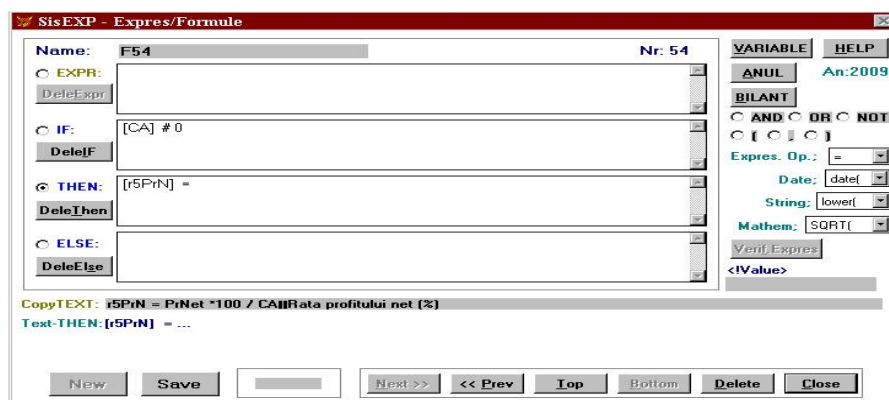 SisEXP - Expres/Formule
Name: F54 Nr: 54
EXPR:
DeleExpr
IF: [CA] # 0
DeleIF
THEN: [r5PrN] =
DeleThen
ELSE:
DeleElse
VARIABLE HELP
ANUL An:2009
BILANT
AND OR NOT
[ , ]
Expres. Op.; =
Date; date(
String; lower(
Mathem; SQRT(
Verif.Expres
<!Value>
CopyTEXT: r5PrN = PrNet *100 / CA||Rata profitului net (%)
Text-THEN: [r5PrN] = ...
New Save Next >> << Prev Top Bottom Delete Close